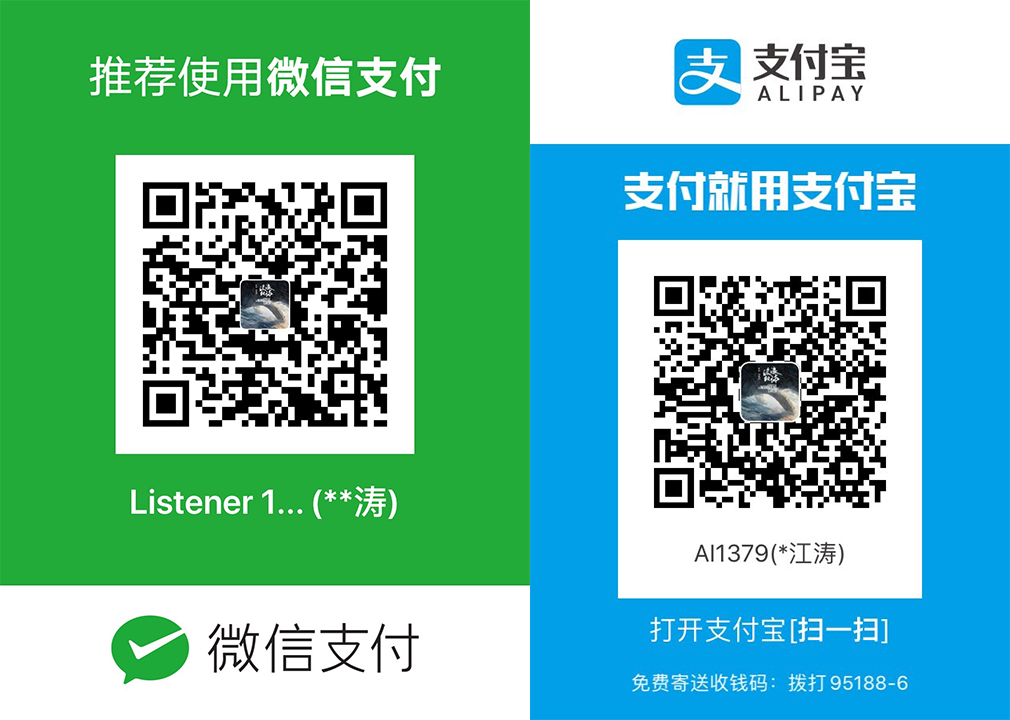 推荐使用微信支付
Listener 1... (**涛)
微信支付
支付宝
ALIPAY
支付就用支付宝
AI1379(*江涛)
打开支付宝[扫一扫]
免费寄送收钱码：拨打 95188-6